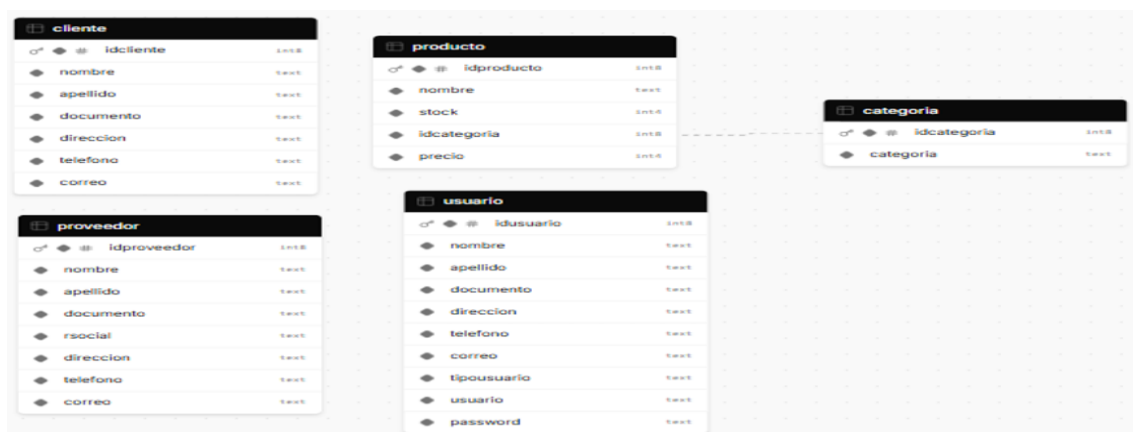 cliente
# idcliente int8
nombre text
apellido text
documento text
direccion text
telefono text
correo text
proveedor
# idproveedor int8
nombre text
apellido text
documento text
rsocial text
direccion text
telefono text
correo text
producto
# idproducto int8
nombre text
stock int4
idcategoria int8
precio int4
usuario
# idusuario int8
nombre text
apellido text
documento text
direccion text
telefono text
correo text
tipousuario text
usuario text
password text
categoria
# idcategoria int8
categoria text